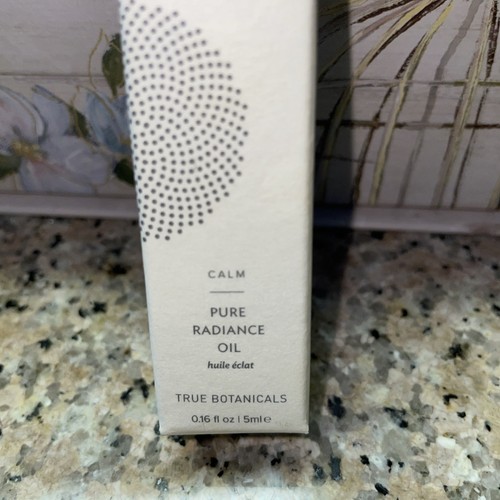 CALM
PURE
RADIANCE
OIL
huile éclat
TRUE BOTANICALS
0.16 fl oz | 5ml ℮